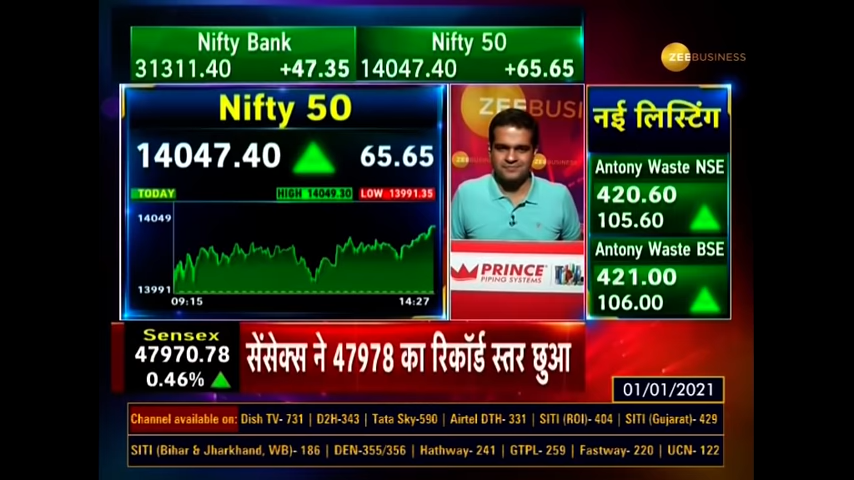 Nifty Bank
31311.40 +47.35
Nifty 50
14047.40 +65.65
ZEEBUSINESS
Nifty 50
14047.40 65.65
TODAY HIGH 14049.30 LOW 13991.35
14049
13991
09:15 14:27
ZEEBUSI
ZEEBUSINESS
PRINCE
PIPING SYSTEMS
नई लिस्टिंग
Antony Waste NSE
420.60
105.60
Antony Waste BSE
421.00
106.00
Sensex
47970.78
0.46%
सेंसेक्स ने 47978 का रिकॉर्ड स्तर छुआ
01/01/2021
Channel available on: Dish TV- 731 | D2H-343 | Tata Sky-590 | Airtel DTH- 331 | SITI (ROI)- 404 | SITI (Gujarat)- 429
SITI (Bihar & Jharkhand, WB)- 186 | DEN-355/356 | Hathway- 241 | GTPL- 259 | Fastway- 220 | UCN- 122